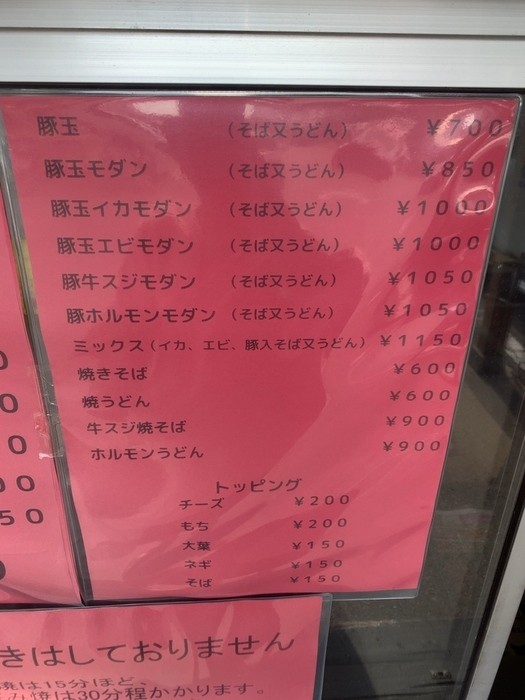 豚玉 （そば又うどん） ￥700
豚玉モダン （そば又うどん） ￥850
豚玉イカモダン （そば又うどん） ￥1000
豚玉エビモダン （そば又うどん） ￥1000
豚牛スジモダン （そば又うどん） ￥1050
豚ホルモンモダン （そば又うどん） ￥1050
ミックス（イカ、エビ、豚入そば又うどん） ￥1150
焼きそば ￥600
焼うどん ￥600
牛スジ焼そば ￥900
ホルモンうどん ￥900
トッピング
チーズ ￥200
もち ￥200
大葉 ￥150
ネギ ￥150
そば ￥150
0
0
0
00
50
きはしておりません
焼は15分ほど、
み焼は30分程かかります。